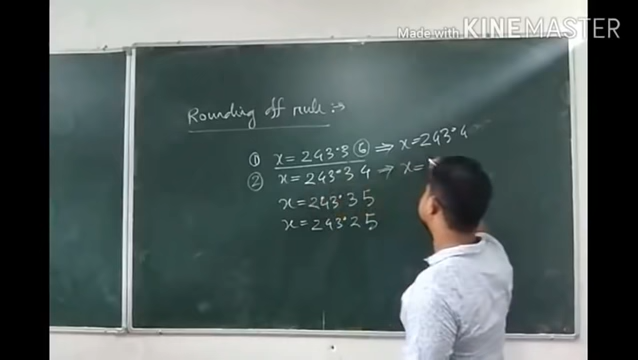 Made with KINEMASTER
Rounding off rule :→
① x = 243.3⑥ ⇒ x = 243.4
② x = 243.34 → x =
x = 243.35
x = 243.25